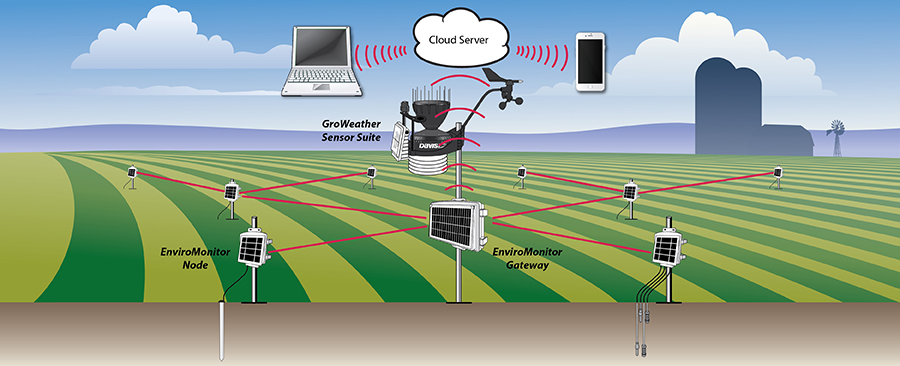 Cloud Server
GroWeather
Sensor Suite
DAVIS
EnviroMonitor
Node
EnviroMonitor
Gateway